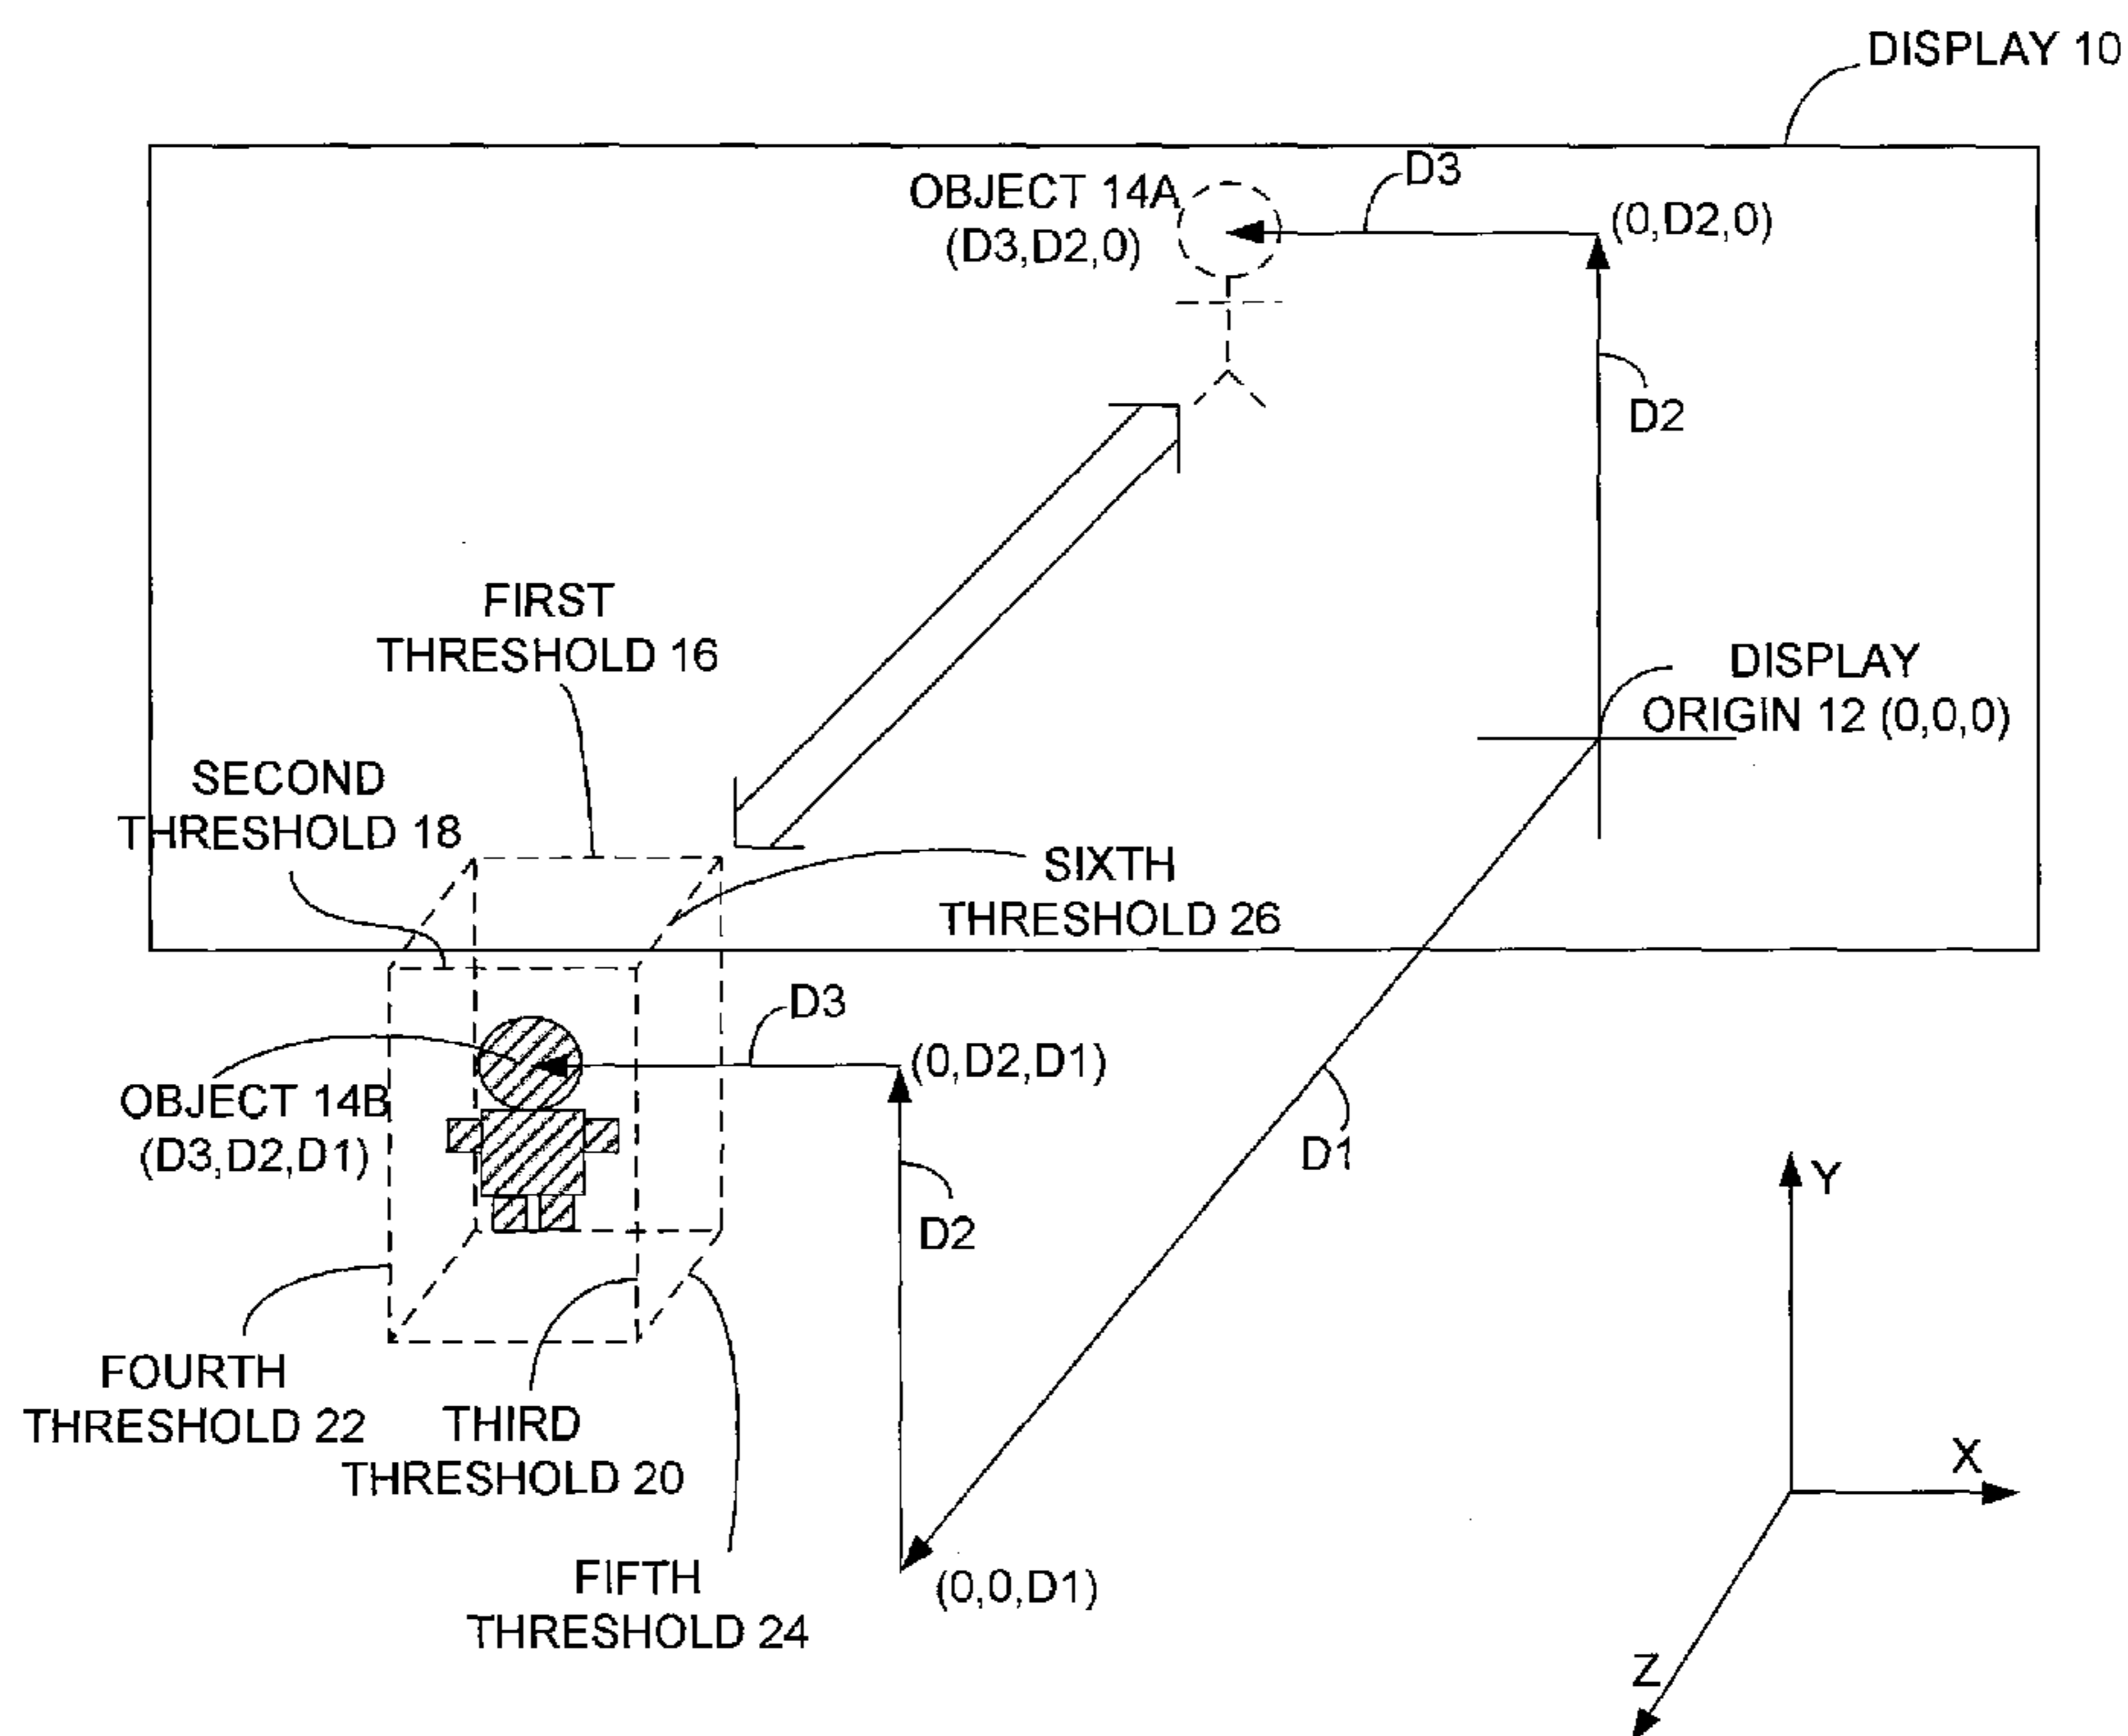 DISPLAY 10
D3
OBJECT 14A
(D3,D2,0)
(0,D2,0)
D2
FIRST
THRESHOLD 16
DISPLAY
ORIGIN 12 (0,0,0)
SECOND
THRESHOLD 18
SIXTH
THRESHOLD 26
D3
(0,D2,D1)
OBJECT 14B
(D3,D2,D1)
D1
D2
Y
X
FOURTH
THRESHOLD 22
THIRD
THRESHOLD 20
FIFTH
THRESHOLD 24
(0,0,D1)
Z